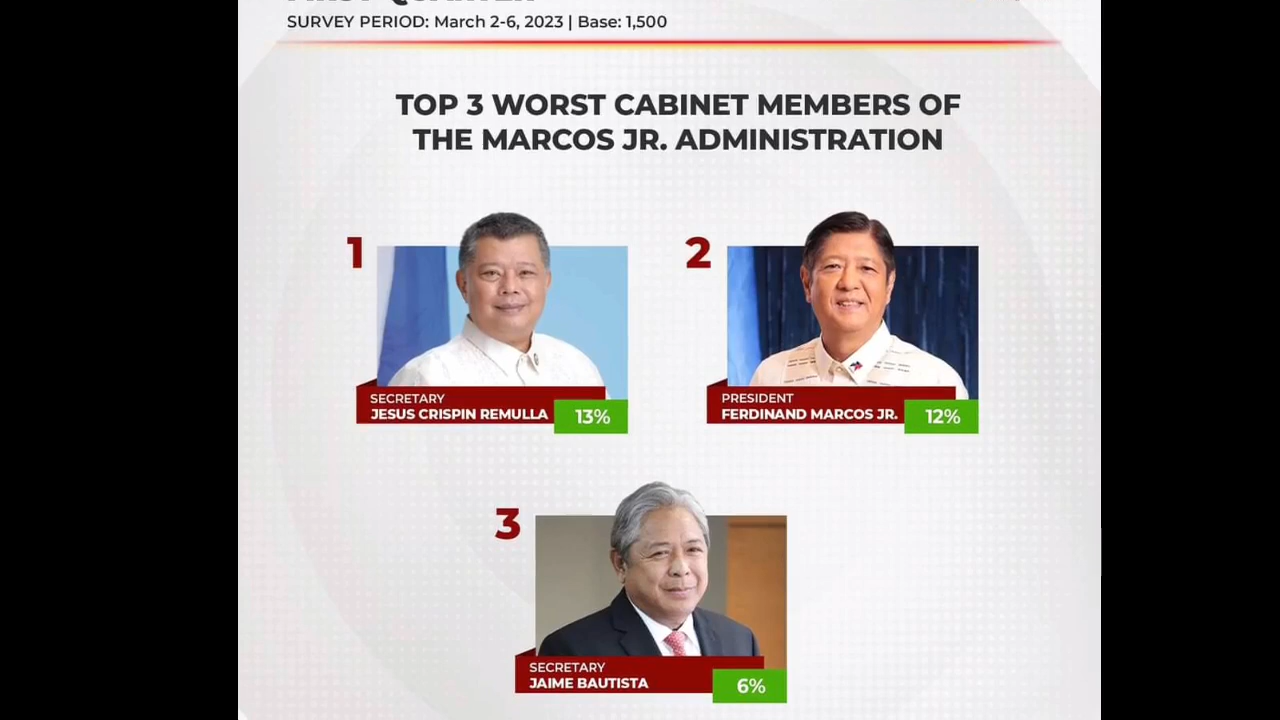 SURVEY PERIOD: March 2-6, 2023 | Base: 1,500
TOP 3 WORST CABINET MEMBERS OF
THE MARCOS JR. ADMINISTRATION
1
SECRETARY
JESUS CRISPIN REMULLA
13%
2
PRESIDENT
FERDINAND MARCOS JR.
12%
3
SECRETARY
JAIME BAUTISTA
6%